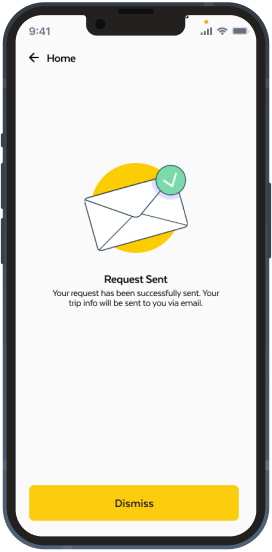 9:41
Home
Request Sent
Your request has been successfully sent. Your
trip info will be sent to you via email.
Dismiss